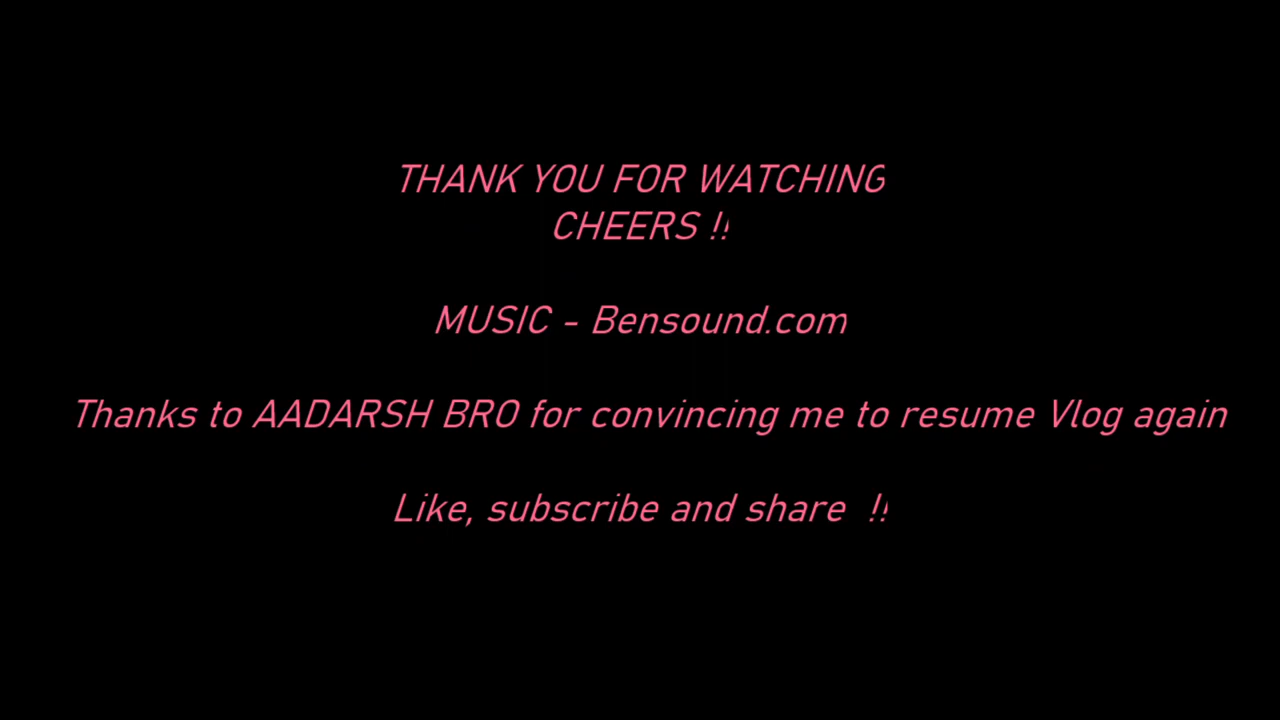 THANK YOU FOR WATCHING
CHEERS !!
MUSIC - Bensound.com
Thanks to AADARSH BRO for convincing me to resume Vlog again
Like, subscribe and share  !!